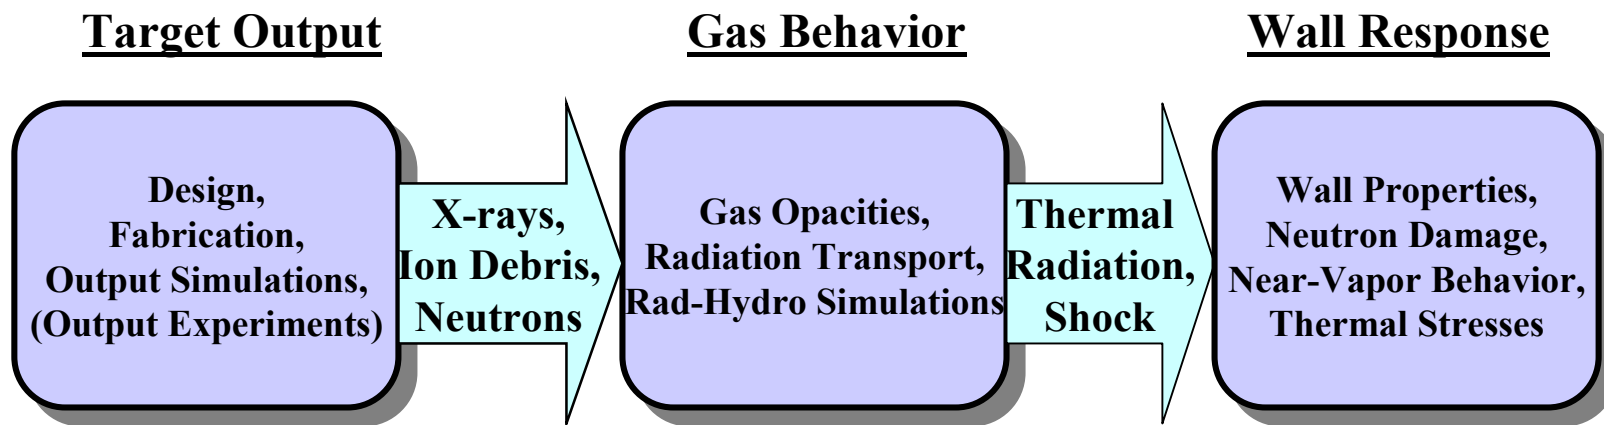 Target Output
Gas Behavior
Wall Response
Design,
Fabrication,
Output Simulations,
(Output Experiments)
X-rays,
Ion Debris,
Neutrons
Gas Opacities,
Radiation Transport,
Rad-Hydro Simulations
Thermal
Radiation,
Shock
Wall Properties,
Neutron Damage,
Near-Vapor Behavior,
Thermal Stresses